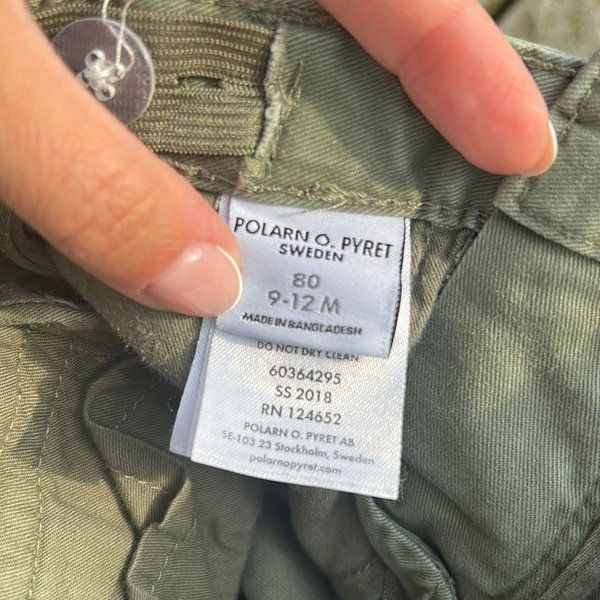 POLARN O. PYRET
SWEDEN
80
9-12 M
MADE IN BANGLADESH
DO NOT DRY CLEAN
60364295
SS 2018
RN 124652
POLARN O. PYRET AB
SE-103 23 Stockholm, Sweden
polarnopyret.com